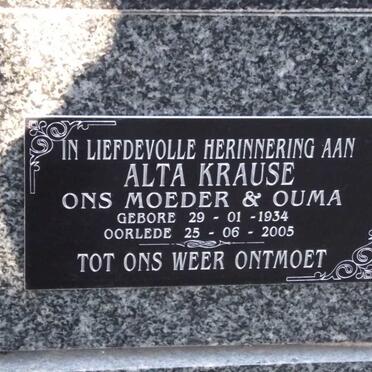 IN LIEFDEVOLLE HERINNERING AAN
ALTA KRAUSE
ONS MOEDER & OUMA
GEBORE 29 - 01 -1934
OORLEDE 25 - 06 - 2005
TOT ONS WEER ONTMOET